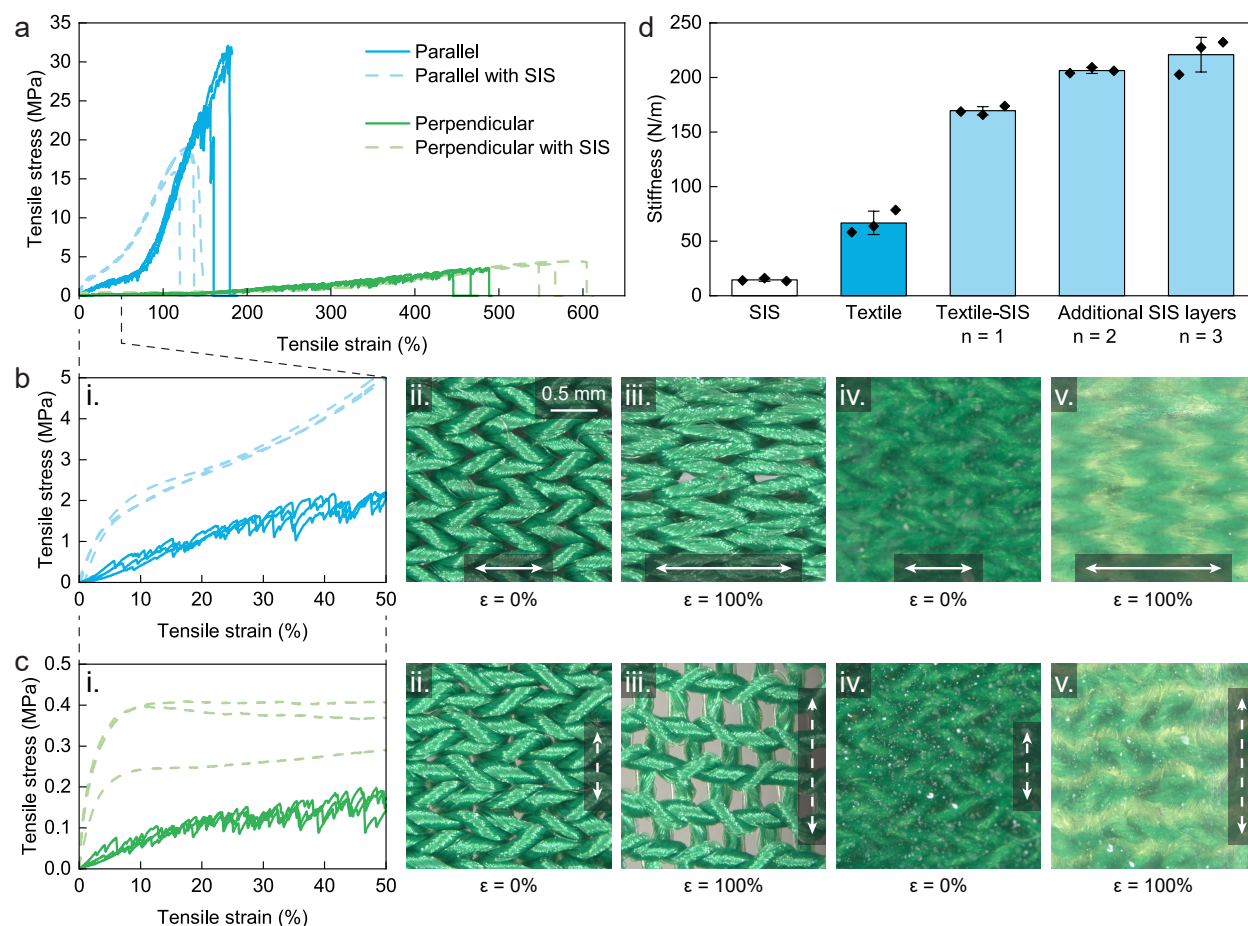 a
Tensile stress (MPa)
35
30
25
20
15
10
5
0
0 100 200 300 400 500 600
Tensile strain (%)
Parallel
Parallel with SIS
Perpendicular
Perpendicular with SIS
d
Stiffness (N/m)
250
200
150
100
50
0
SIS Textile Textile-SIS Additional SIS layers
n = 1 n = 2 n = 3
b
i.
Tensile stress (MPa)
5
4
3
2
1
0
0 10 20 30 40 50
Tensile strain (%)
ii.
0.5 mm
ε = 0%
iii.
ε = 100%
iv.
ε = 0%
v.
ε = 100%
c
i.
Tensile stress (MPa)
0.5
0.4
0.3
0.2
0.1
0.0
0 10 20 30 40 50
Tensile strain (%)
ii.
ε = 0%
iii.
ε = 100%
iv.
ε = 0%
v.
ε = 100%